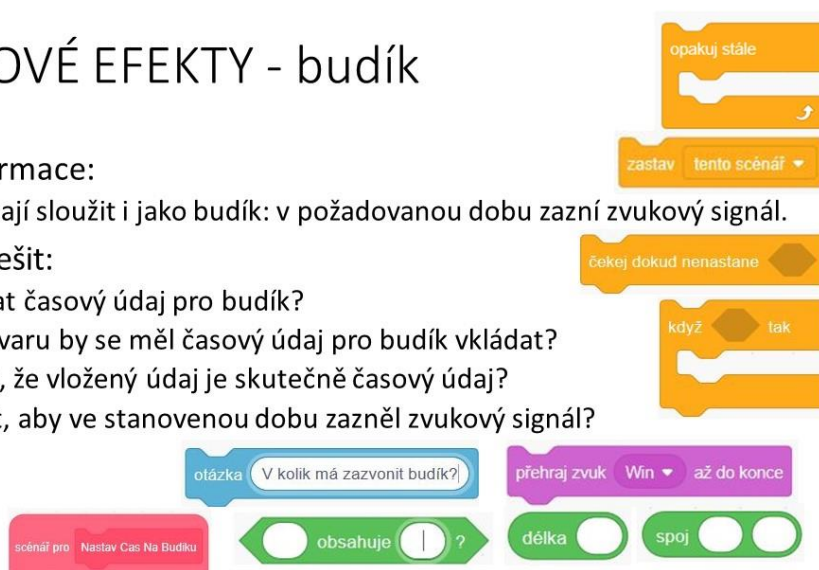 OVÉ EFEKTY - budík
opakuj stále
zastav tento scénář
rmace:
ají sloužit i jako budík: v požadovanou dobu zazní zvukový signál.
ešit:
čekej dokud nenastane
at časový údaj pro budík?
varu by se měl časový údaj pro budík vkládat?
když tak
, že vložený údaj je skutečně časový údaj?
t, aby ve stanovenou dobu zazněl zvukový signál?
otázka V kolik má zazvonit budík?
přehraj zvuk Win až do konce
scénář pro Nastav Cas Na Budiku
obsahuje ?
délka
spoj